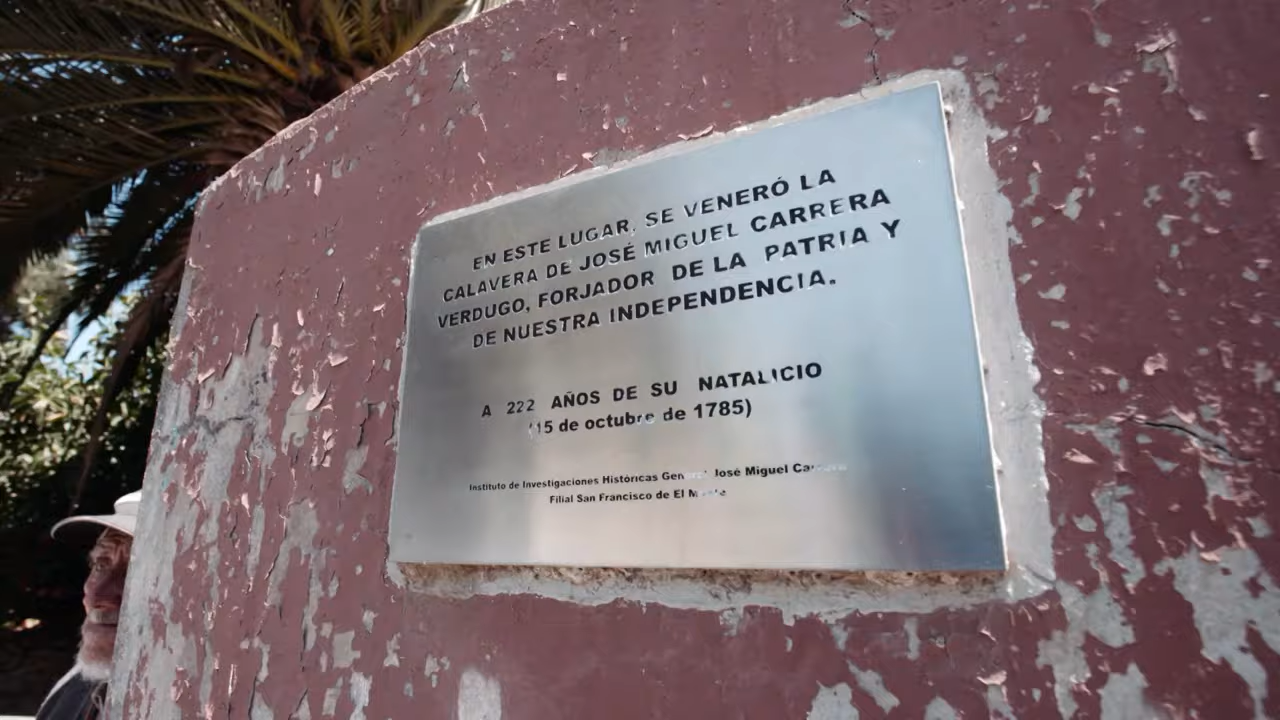 EN ESTE LUGAR, SE VENERÓ LA
CALAVERA DE JOSÉ MIGUEL CARRERA
VERDUGO, FORJADOR DE LA PATRIA Y
DE NUESTRA INDEPENDENCIA.
A 222 AÑOS DE SU NATALICIO
(15 de octubre de 1785)
Instituto de Investigaciones Históricas General José Miguel Carrera
Filial San Francisco de El Monte